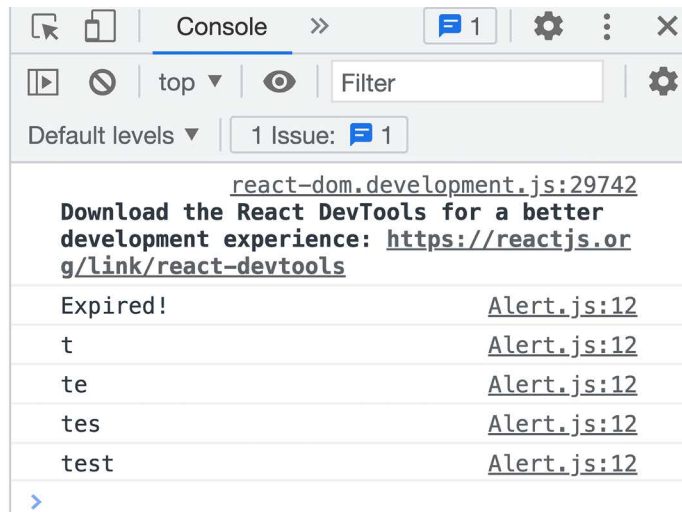 Console » 1
top ▼ Filter
Default levels ▼ 1 Issue: 1
react-dom.development.js:29742
Download the React DevTools for a better
development experience: https://reactjs.or
g/link/react-devtools
Expired! Alert.js:12
t Alert.js:12
te Alert.js:12
tes Alert.js:12
test Alert.js:12